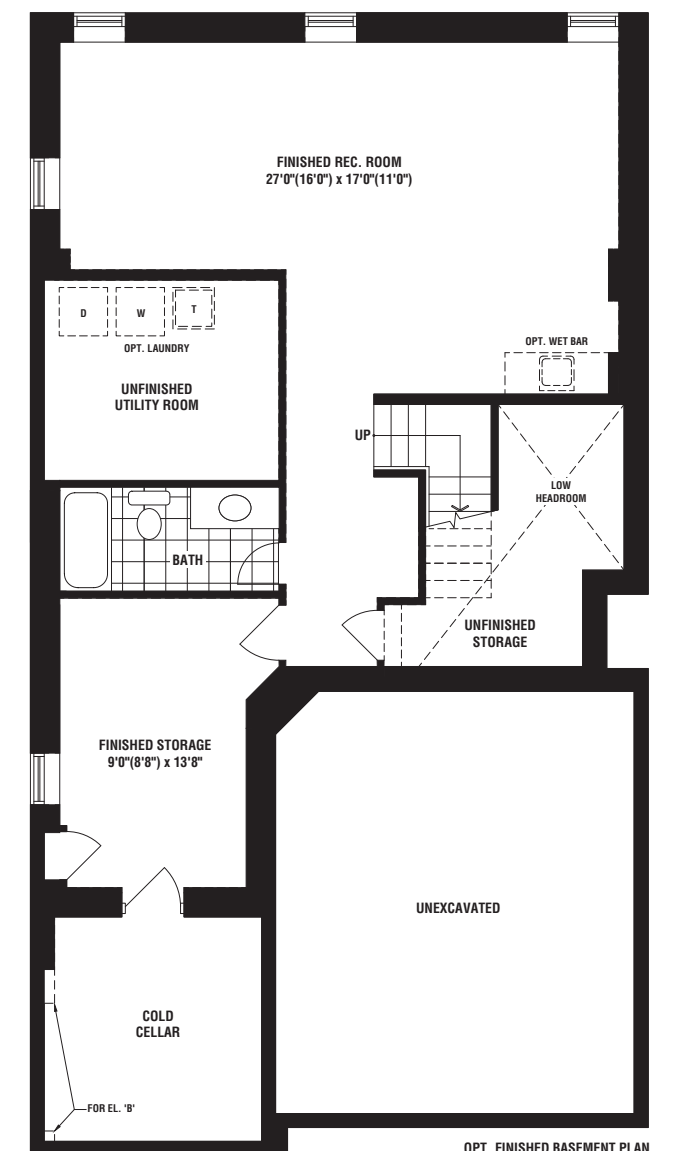 FINISHED REC. ROOM
27'0"(16'0") x 17'0"(11'0")
D
W
T
OPT. LAUNDRY
UNFINISHED
UTILITY ROOM
OPT. WET BAR
UP
LOW
HEADROOM
BATH
UNFINISHED
STORAGE
FINISHED STORAGE
9'0"(8'8") x 13'8"
UNEXCAVATED
COLD
CELLAR
FOR EL. 'B'
OPT. FINISHED BASEMENT PLAN